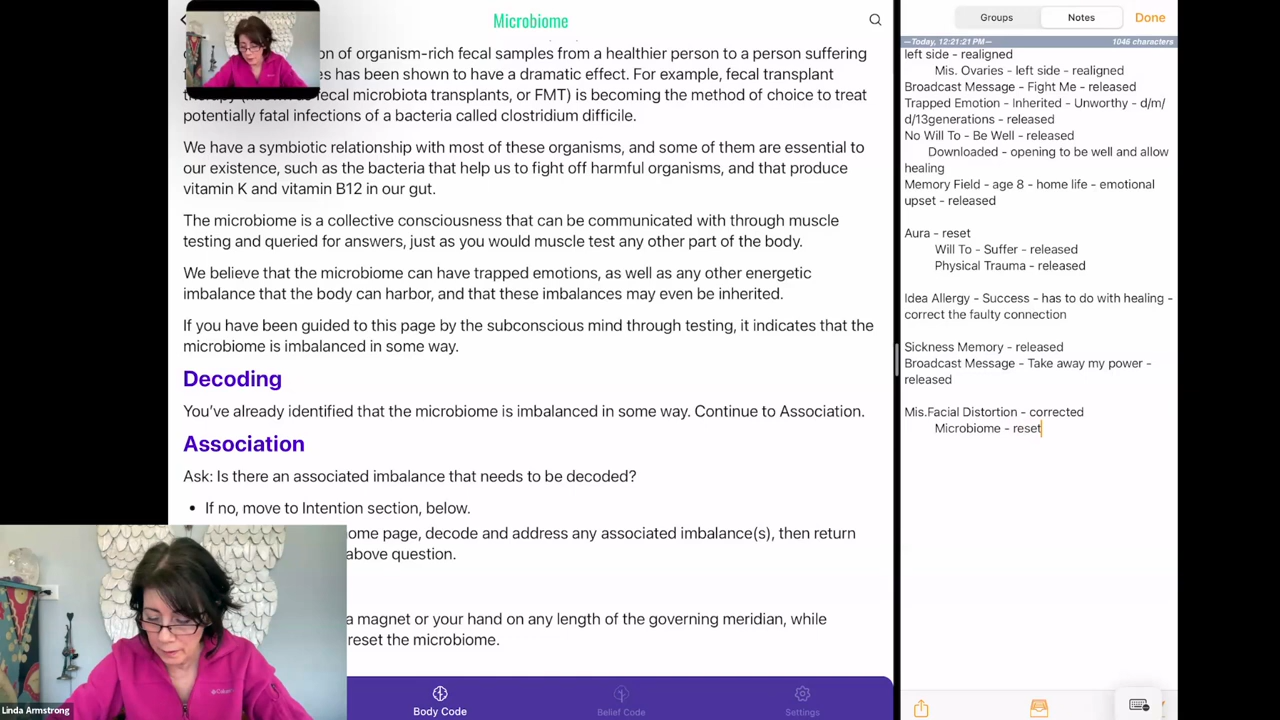 Microbiome
on of organism-rich fecal samples from a healthier person to a person suffering
es has been shown to have a dramatic effect. For example, fecal transplant
fecal microbiota transplants, or FMT) is becoming the method of choice to treat
potentially fatal infections of a bacteria called clostridium difficile.
We have a symbiotic relationship with most of these organisms, and some of them are essential to
our existence, such as the bacteria that help us to fight off harmful organisms, and that produce
vitamin K and vitamin B12 in our gut.
The microbiome is a collective consciousness that can be communicated with through muscle
testing and queried for answers, just as you would muscle test any other part of the body.
We believe that the microbiome can have trapped emotions, as well as any other energetic
imbalance that the body can harbor, and that these imbalances may even be inherited.
If you have been guided to this page by the subconscious mind through testing, it indicates that the
microbiome is imbalanced in some way.
Decoding
You've already identified that the microbiome is imbalanced in some way. Continue to Association.
Association
Ask: Is there an associated imbalance that needs to be decoded?
• If no, move to Intention section, below.
ome page, decode and address any associated imbalance(s), then return
above question.
a magnet or your hand on any length of the governing meridian, while
reset the microbiome.
Body Code
Belief Code
Settings
Linda Armstrong
Groups
Notes
Done
—Today, 12:21:21 PM—
1046 characters
left side - realigned
Mis. Ovaries - left side - realigned
Broadcast Message - Fight Me - released
Trapped Emotion - Inherited - Unworthy - d/m/
d/13generations - released
No Will To - Be Well - released
Downloaded - opening to be well and allow
healing
Memory Field - age 8 - home life - emotional
upset - released
Aura - reset
Will To - Suffer - released
Physical Trauma - released
Idea Allergy - Success - has to do with healing -
correct the faulty connection
Sickness Memory - released
Broadcast Message - Take away my power -
released
Mis.Facial Distortion - corrected
Microbiome - reset